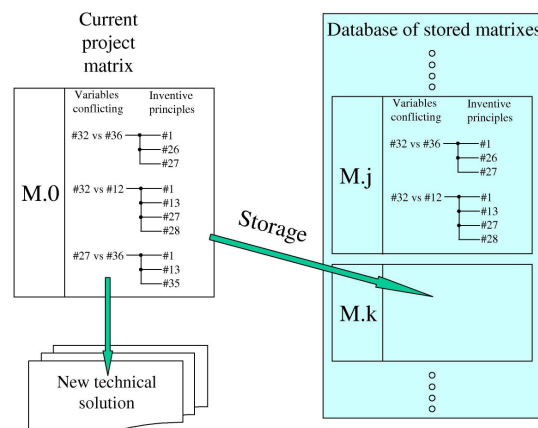 Current
project
matrix
Variables
conflicting
Inventive
principles
M.0
#32 vs #36
#1
#26
#27
#32 vs #12
#1
#13
#27
#28
#27 vs #36
#1
#13
#35
New technical
solution
Storage
Database of stored matrixes
Variables
conflicting
Inventive
principles
M.j
#32 vs #36
#1
#26
#27
#32 vs #12
#1
#13
#27
#28
M.k